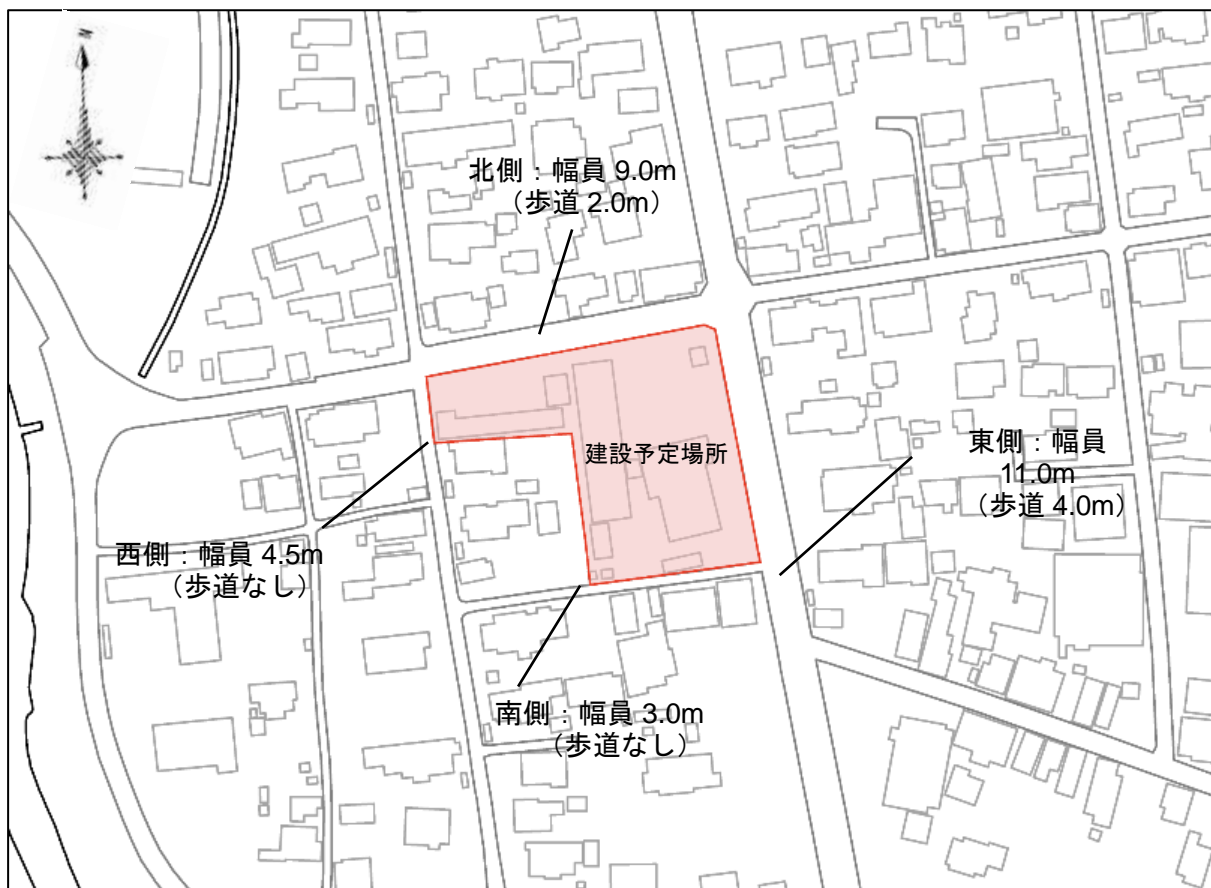 N
北側：幅員 9.0m
（歩道 2.0m）
建設予定場所
東側：幅員
11.0m
（歩道 4.0m）
西側：幅員 4.5m
（歩道なし）
南側：幅員 3.0m
（歩道なし）